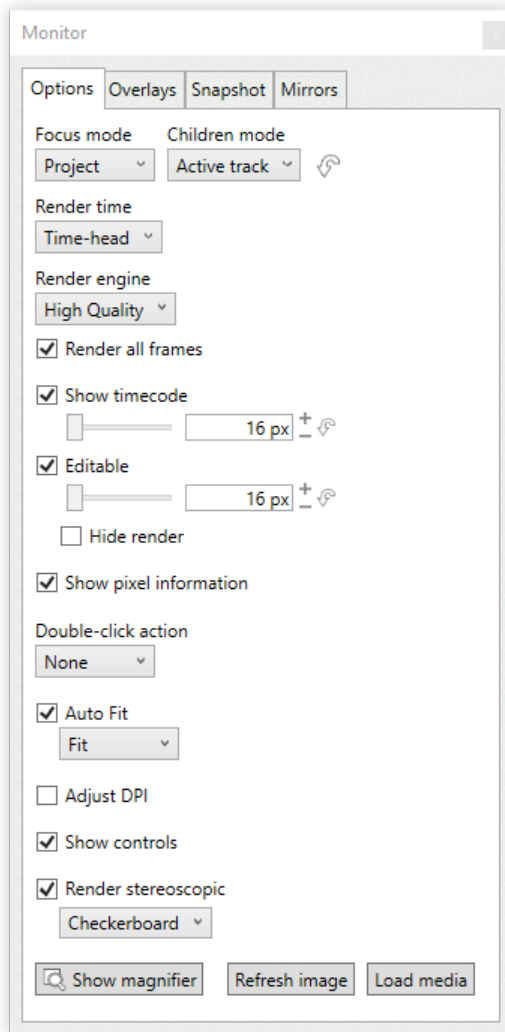 Monitor
Options Overlays Snapshot Mirrors
Focus mode Children mode
Project Active track
Render time
Time-head
Render engine
High Quality
Render all frames
Show timecode
16 px
Editable
16 px
Hide render
Show pixel information
Double-click action
None
Auto Fit
Fit
Adjust DPI
Show controls
Render stereoscopic
Checkerboard
Show magnifier Refresh image Load media